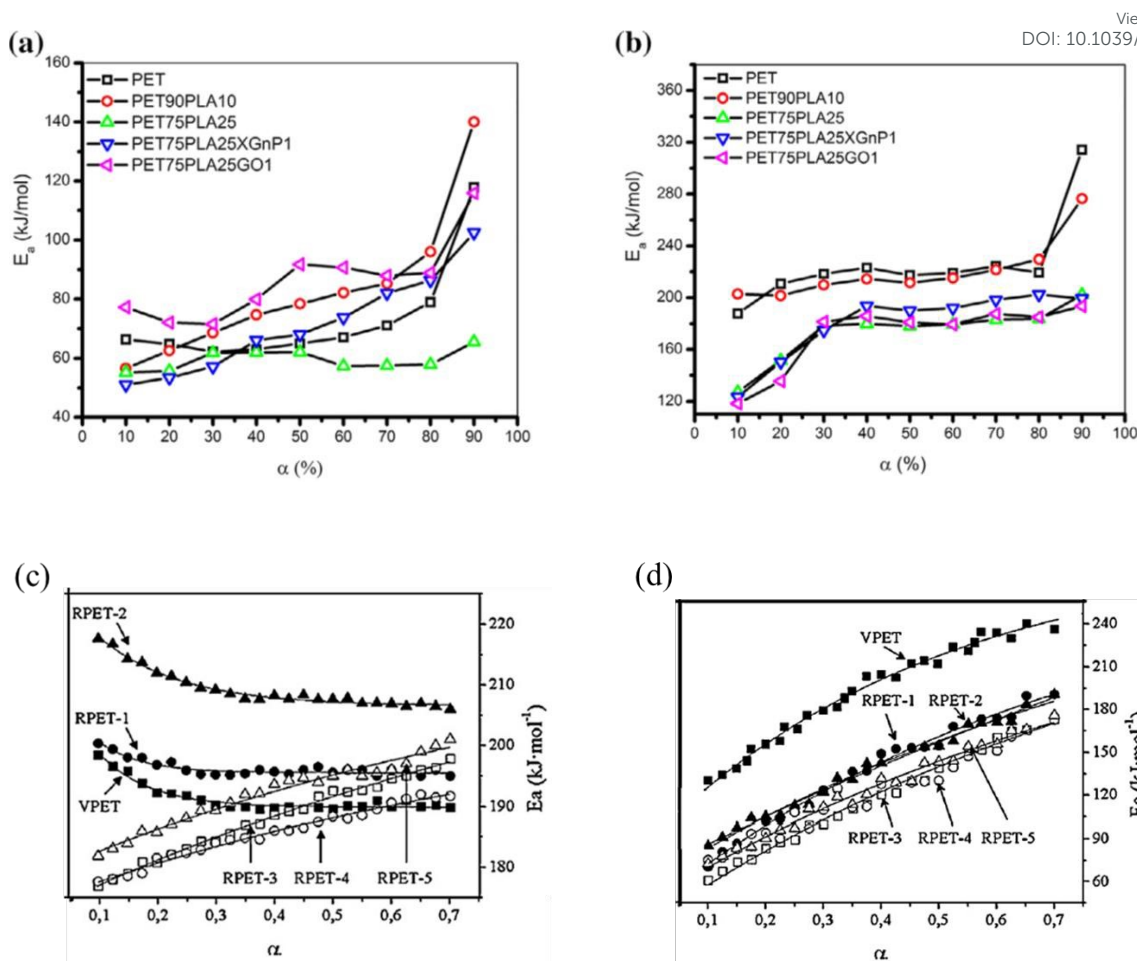 Vie
DOI: 10.1039/
(a)
160
140
120
100
80
60
40
E_a (kJ/mol)
PET
PET90PLA10
PET75PLA25
PET75PLA25XGnP1
PET75PLA25GO1
0 10 20 30 40 50 60 70 80 90 100
α (%)
(b)
360
320
280
240
200
160
120
E_a (kJ/mol)
PET
PET90PLA10
PET75PLA25
PET75PLA25XGnP1
PET75PLA25GO1
0 10 20 30 40 50 60 70 80 90 100
α (%)
(c)
RPET-2
RPET-1
VPET
RPET-3 RPET-4 RPET-5
220
210
200
190
180
Ea (kJ·mol⁻¹)
0,1 0,2 0,3 0,4 0,5 0,6 0,7
α
(d)
VPET
RPET-1 RPET-2
RPET-3 RPET-4 RPET-5
240
210
180
150
120
90
60
0,1 0,2 0,3 0,4 0,5 0,6 0,7
α